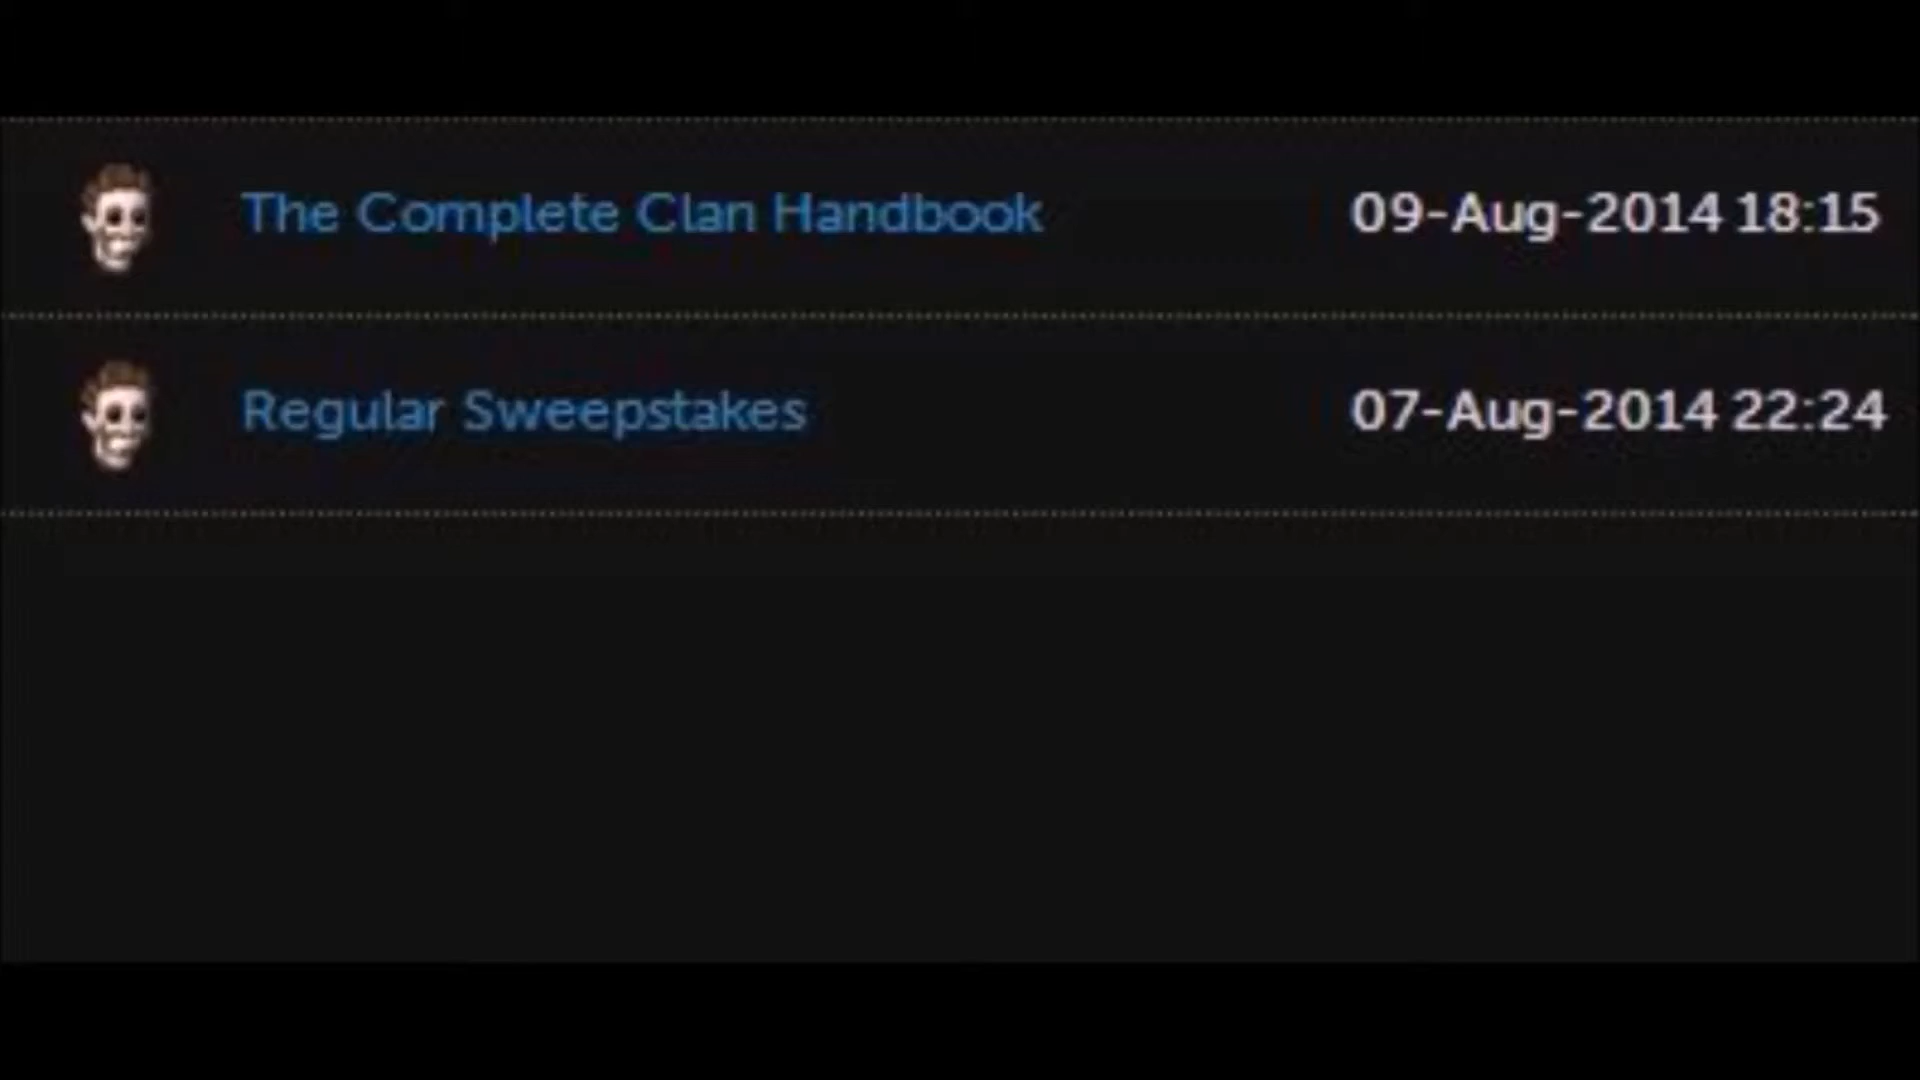 The Complete Clan Handbook 09-Aug-2014 18:15
Regular Sweepstakes 07-Aug-2014 22:24